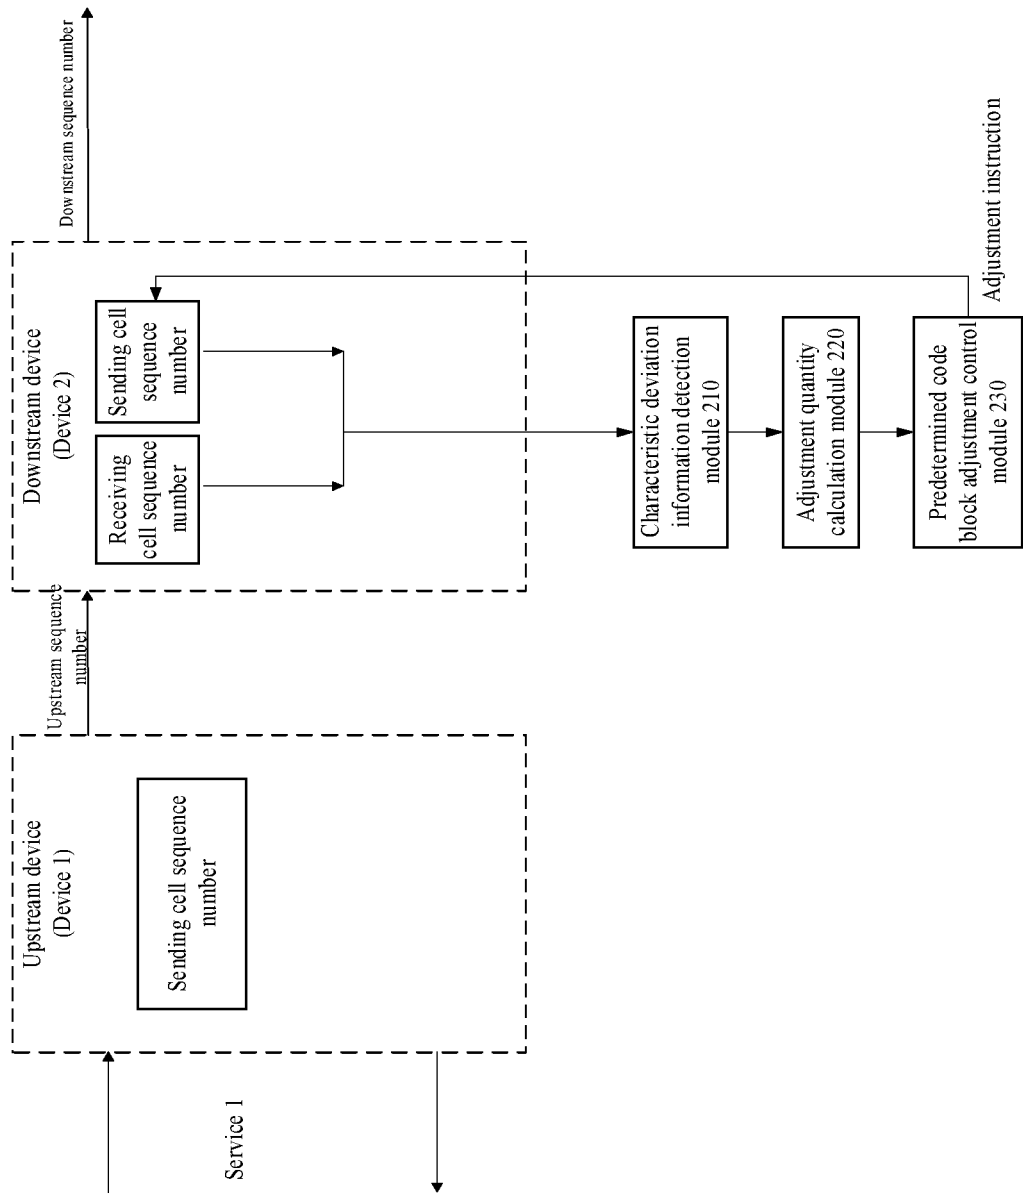 Service 1
Upstream device
(Device 1)
Sending cell sequence
number
Upstream sequence
number
Downstream device
(Device 2)
Receiving
cell sequence
number
Sending cell
sequence
number
Downstream sequence number
Characteristic deviation
information detection
module 210
Adjustment quantity
calculation module 220
Predetermined code
block adjustment control
module 230
Adjustment instruction